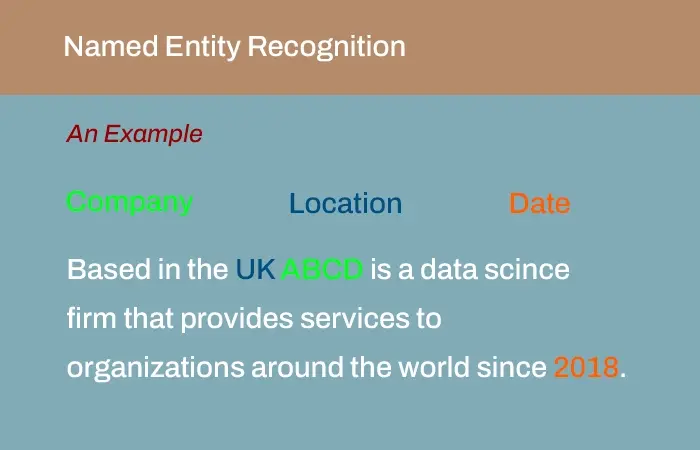 Named Entity Recognition
An Example
Company Location Date
Based in the UK ABCD is a data scince
firm that provides services to
organizations around the world since 2018.